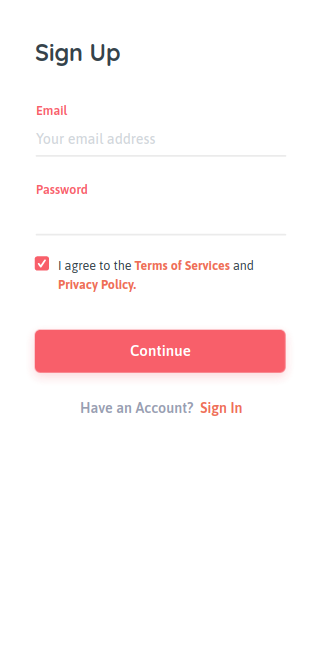 Sign Up
Email
Your email address
Password
I agree to the Terms of Services and
Privacy Policy.
Continue
Have an Account? Sign In